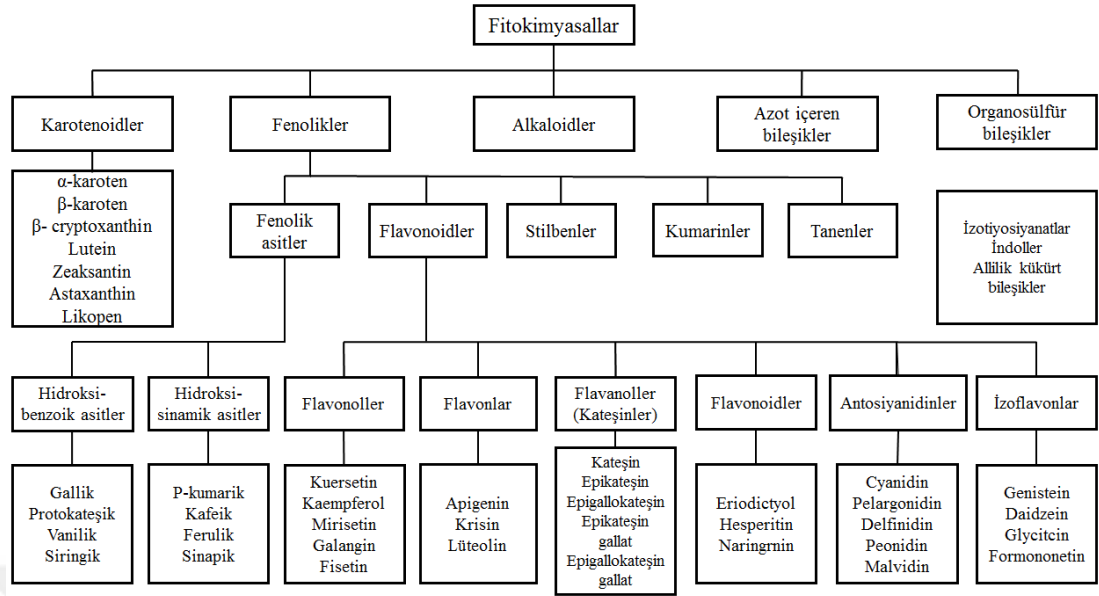 Fitokimyasallar
Karotenoidler
Fenolikler
Alkaloidler
Azot içeren
bileşikler
Organosülfür
bileşikler
α-karoten
β-karoten
β- cryptoxanthin
Lutein
Zeaksantin
Astaxanthin
Likopen
Fenolik
asitler
Flavonoidler
Stilbenler
Kumarinler
Tanenler
İzotiyosiyanatlar
İndoller
Allilik kükürt
bileşikler
Hidroksi-
benzoik asitler
Hidroksi-
sinamik asitler
Flavonoller
Flavonlar
Flavanoller
(Kateşinler)
Flavonoidler
Antosiyanidinler
İzoflavonlar
Gallik
Protokateşik
Vanilik
Siringik
P-kumarik
Kafeik
Ferulik
Sinapik
Kuersetin
Kaempferol
Mirisetin
Galangin
Fisetin
Apigenin
Krisin
Lüteolin
Kateşin
Epikateşin
Epigallokateşin
Epikateşin
gallat
Epigallokateşin
gallat
Eriodictyol
Hesperitin
Naringrnin
Cyanidin
Pelargonidin
Delfinidin
Peonidin
Malvidin
Genistein
Daidzein
Glycitcin
Formononetin